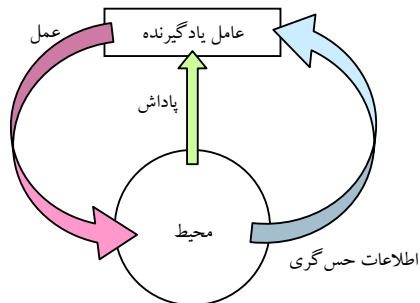 عامل یادگیرنده
عمل
پاداش
محیط
اطلاعات حس‌گری